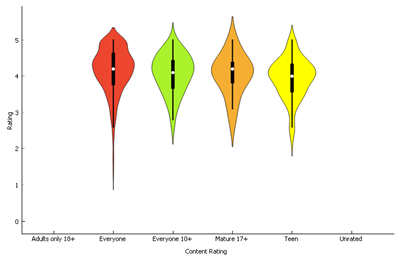 5
4
3
2
1
0
Rating
Adults only 18+ Everyone Everyone 10+ Mature 17+ Teen Unrated
Content Rating